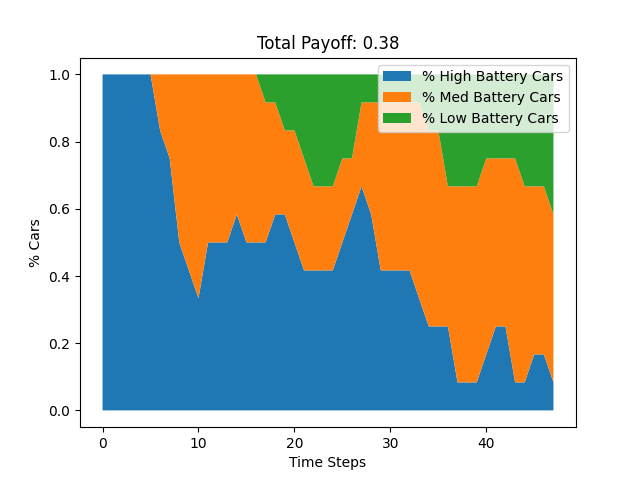 Total Payoff: 0.38
% High Battery Cars
% Med Battery Cars
% Low Battery Cars
% Cars
1.0
0.8
0.6
0.4
0.2
0.0
0 10 20 30 40
Time Steps